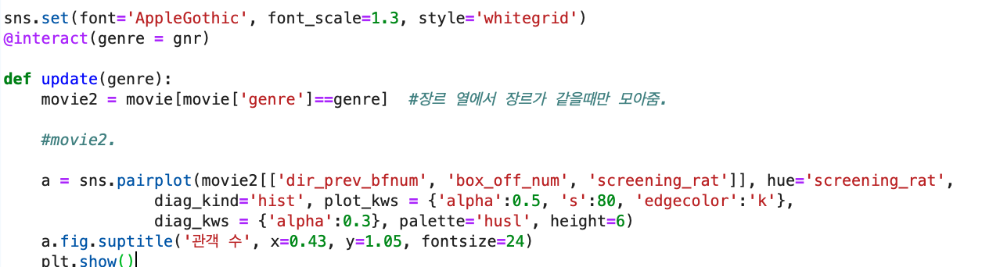 sns.set(font='AppleGothic', font_scale=1.3, style='whitegrid')
@interact(genre = gnr)
def update(genre):
    movie2 = movie[movie['genre']==genre]  #장르 열에서 장르가 같을때만 모아줌.
    #movie2.
    a = sns.pairplot(movie2[['dir_prev_bfnum', 'box_off_num', 'screening_rat']], hue='screening_rat',
                diag_kind='hist', plot_kws = {'alpha':0.5, 's':80, 'edgecolor':'k'},
                diag_kws = {'alpha':0.3}, palette='husl', height=6)
    a.fig.suptitle('관객 수', x=0.43, y=1.05, fontsize=24)
    plt.show()